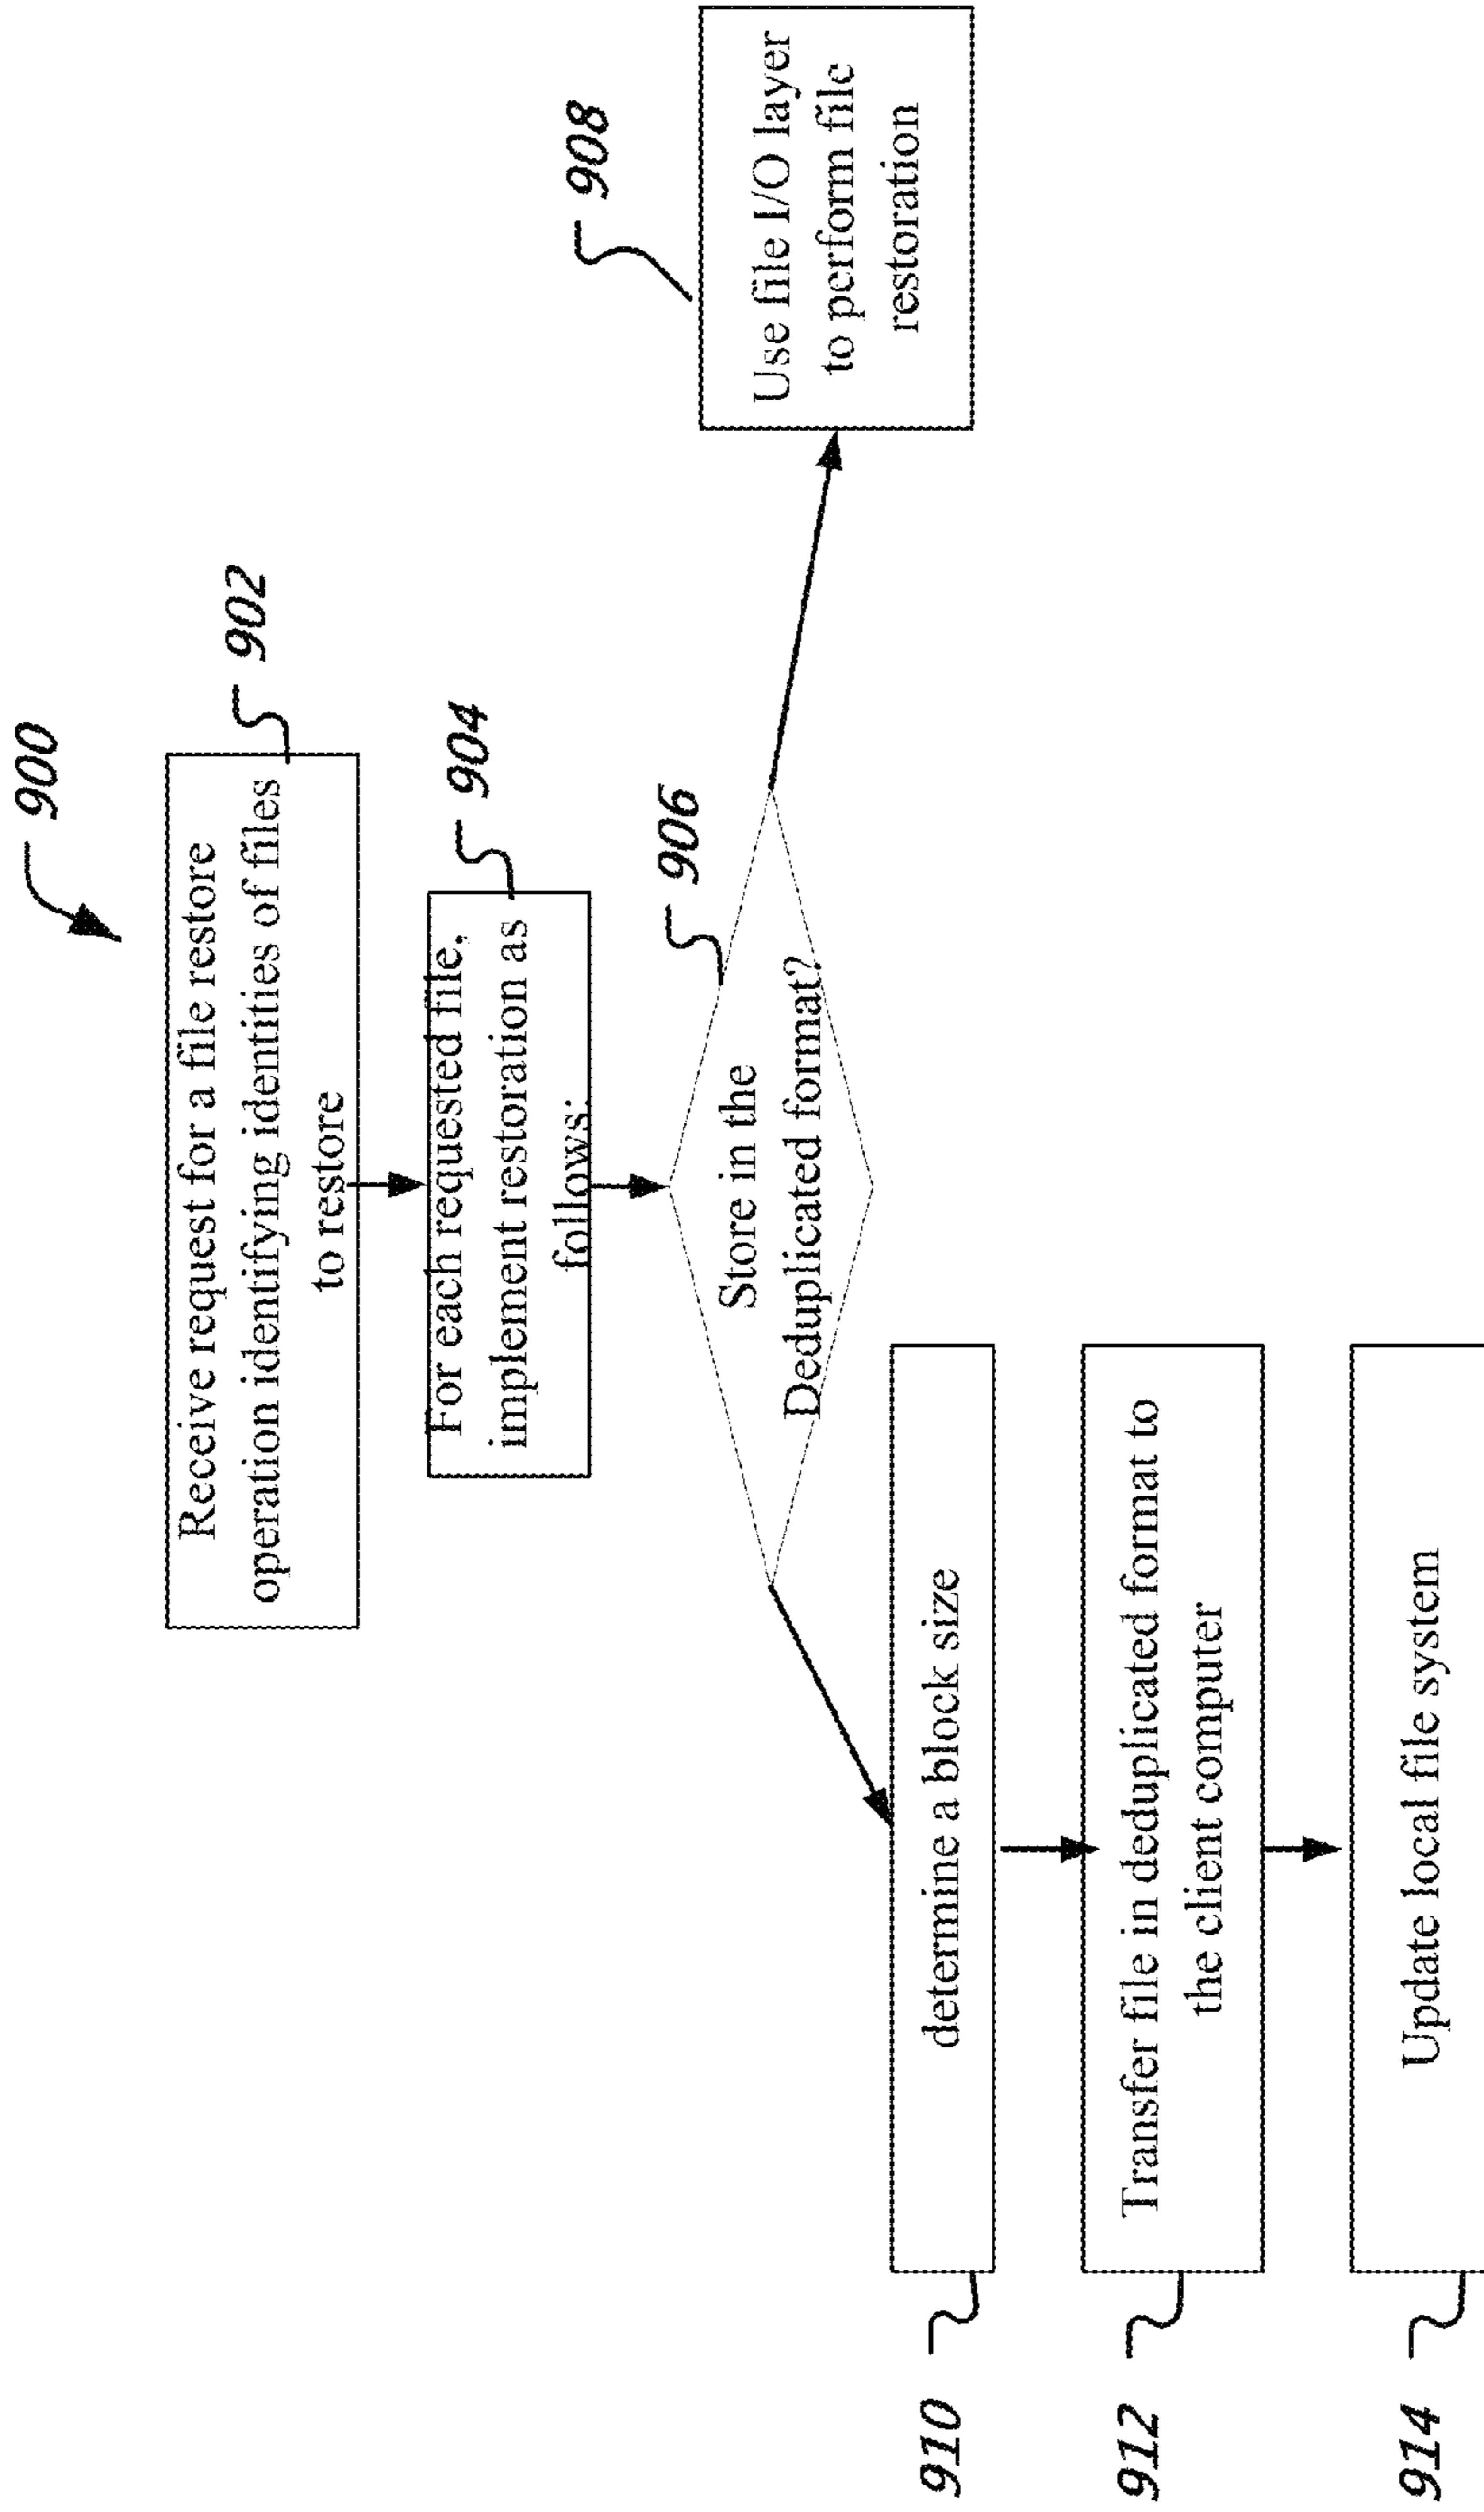 900
Receive request for a file restore
operation identifying identities of files
to restore
902
For each requested file,
implement restoration as
follows:
904
Store in the
Deduplicated format?
906
Use file I/O layer
to perform file
restoration
908
determine a block size
910
Transfer file in deduplicated format to
the client computer
912
Update local file system
914